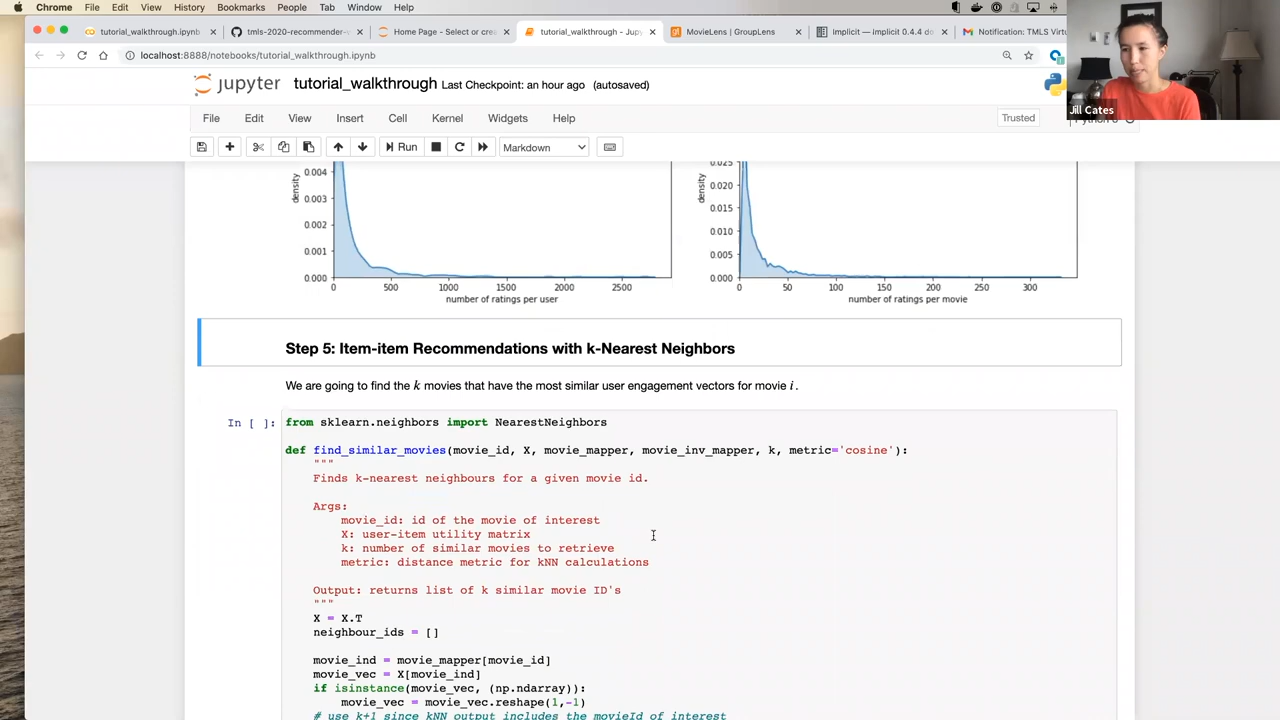 Chrome File Edit View History Bookmarks People Tab Window Help
tutorial_walkthrough.ipynb
tmls-2020-recommender-
Home Page - Select or crea
tutorial_walkthrough - Jupy
MovieLens | GroupLens
Implicit — implicit 0.4.4 do
Notification: TMLS Virtu
localhost:8888/notebooks/tutorial_walkthrough.ipynb
Jill Cates
jupyter tutorial_walkthrough Last Checkpoint: an hour ago (autosaved)
File Edit View Insert Cell Kernel Widgets Help Trusted
Run Markdown
0.004
0.003
0.002
0.001
0.000
density
0 500 1000 1500 2000 2500
number of ratings per user
0.025
0.020
0.015
0.010
0.005
0.000
density
0 50 100 150 200 250 300
number of ratings per movie
Step 5: Item-item Recommendations with k-Nearest Neighbors
We are going to find the k movies that have the most similar user engagement vectors for movie i.
In [ ]:
from sklearn.neighbors import NearestNeighbors
def find_similar_movies(movie_id, X, movie_mapper, movie_inv_mapper, k, metric='cosine'):
"""
Finds k-nearest neighbours for a given movie id.
Args:
movie_id: id of the movie of interest
X: user-item utility matrix
k: number of similar movies to retrieve
metric: distance metric for kNN calculations
Output: returns list of k similar movie ID's
"""
X = X.T
neighbour_ids = []
movie_ind = movie_mapper[movie_id]
movie_vec = X[movie_ind]
if isinstance(movie_vec, (np.ndarray)):
movie_vec = movie_vec.reshape(1,-1)
# use k+1 since kNN output includes the movieId of interest